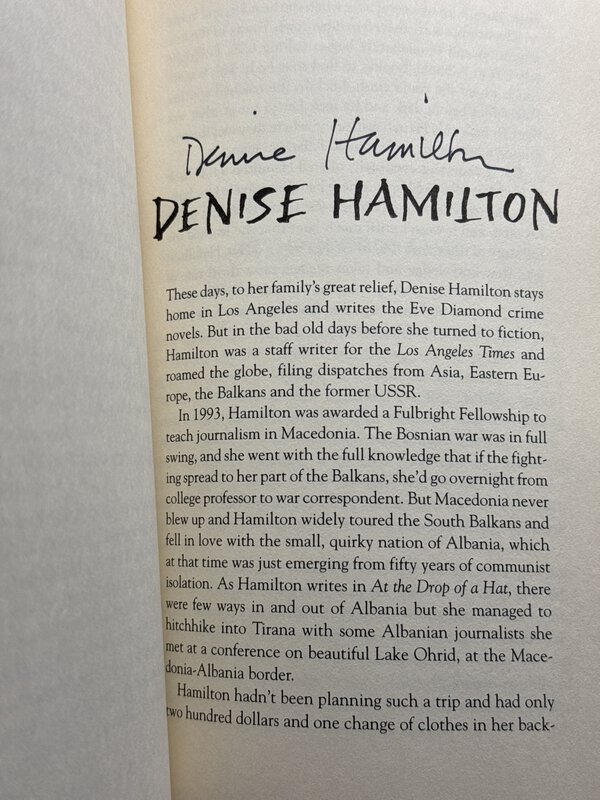 Denise Hamilton
DENISE HAMILTON
These days, to her family's great relief, Denise Hamilton stays
home in Los Angeles and writes the Eve Diamond crime
novels. But in the bad old days before she turned to fiction,
Hamilton was a staff writer for the Los Angeles Times and
roamed the globe, filing dispatches from Asia, Eastern Eu-
rope, the Balkans and the former USSR.
In 1993, Hamilton was awarded a Fulbright Fellowship to
teach journalism in Macedonia. The Bosnian war was in full
swing, and she went with the full knowledge that if the fight-
ing spread to her part of the Balkans, she'd go overnight from
college professor to war correspondent. But Macedonia never
blew up and Hamilton widely toured the South Balkans and
fell in love with the small, quirky nation of Albania, which
at that time was just emerging from fifty years of communist
isolation. As Hamilton writes in At the Drop of a Hat, there
were few ways in and out of Albania but she managed to
hitchhike into Tirana with some Albanian journalists she
met at a conference on beautiful Lake Ohrid, at the Mace-
donia-Albania border.
Hamilton hadn't been planning such a trip and had only
two hundred dollars and one change of clothes in her back-